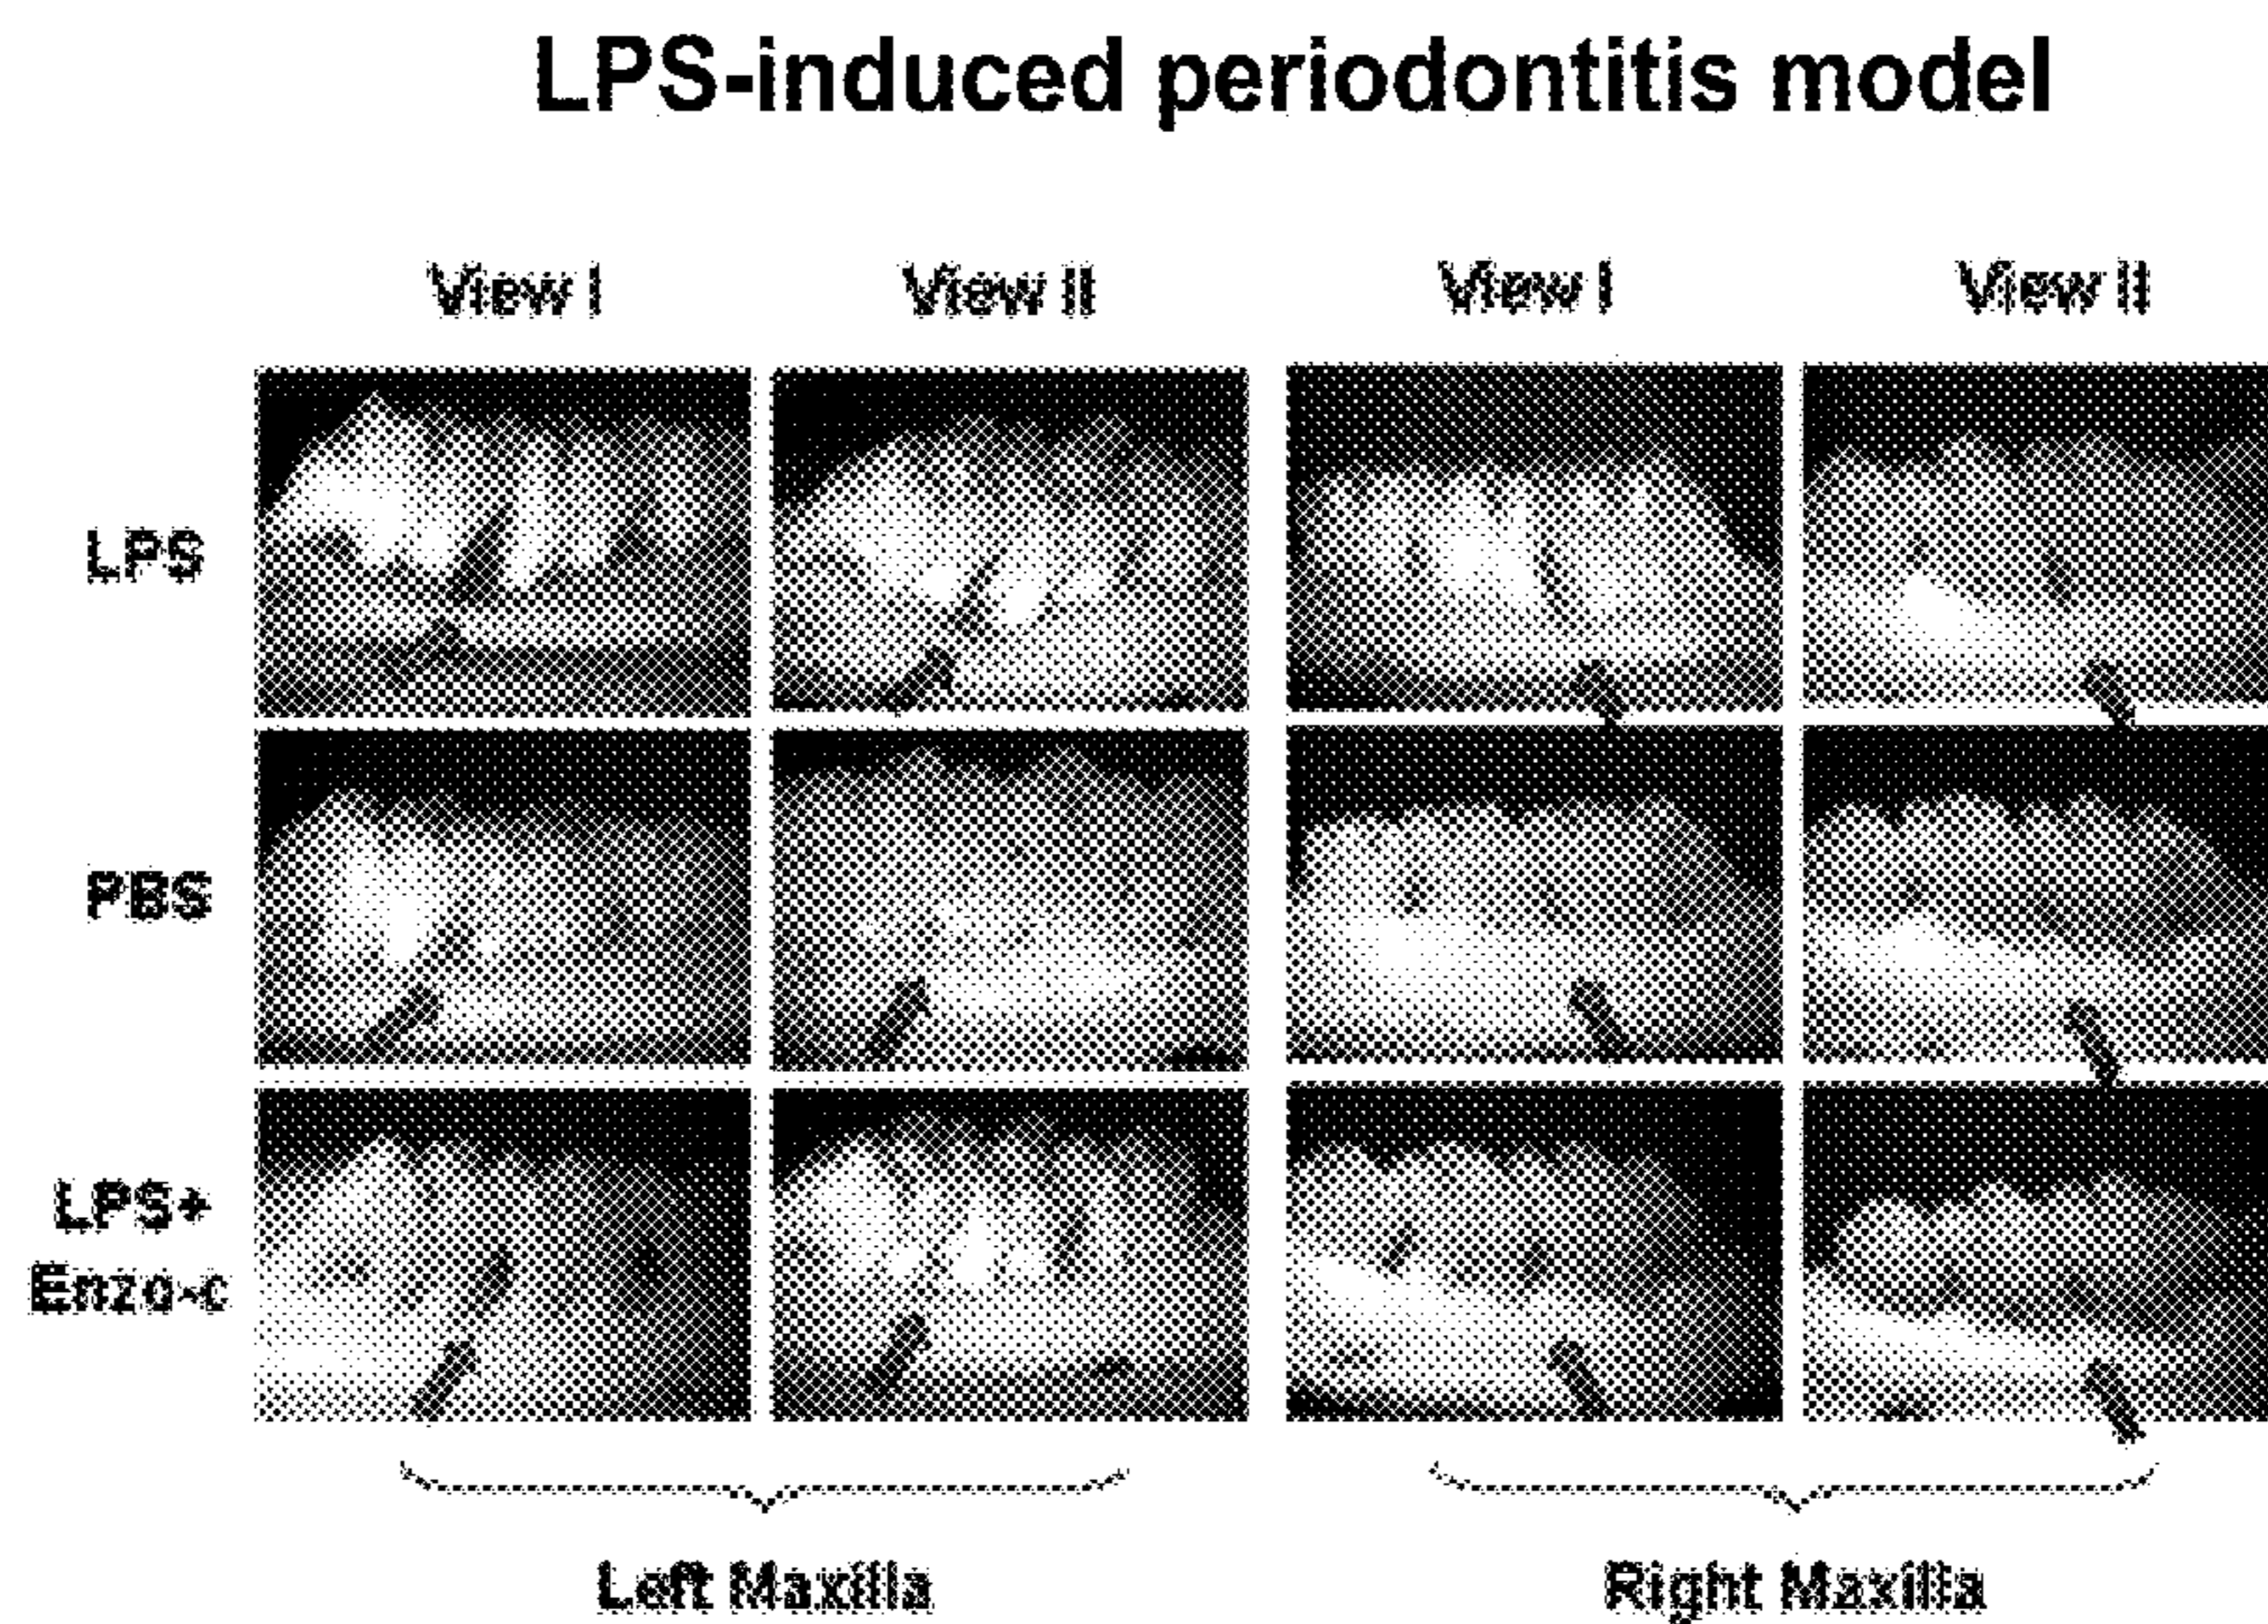 LPS-induced periodontitis model
View I View II View I View II
LPS
PBS
LPS+
Enzo-c
Left Maxilla Right Maxilla